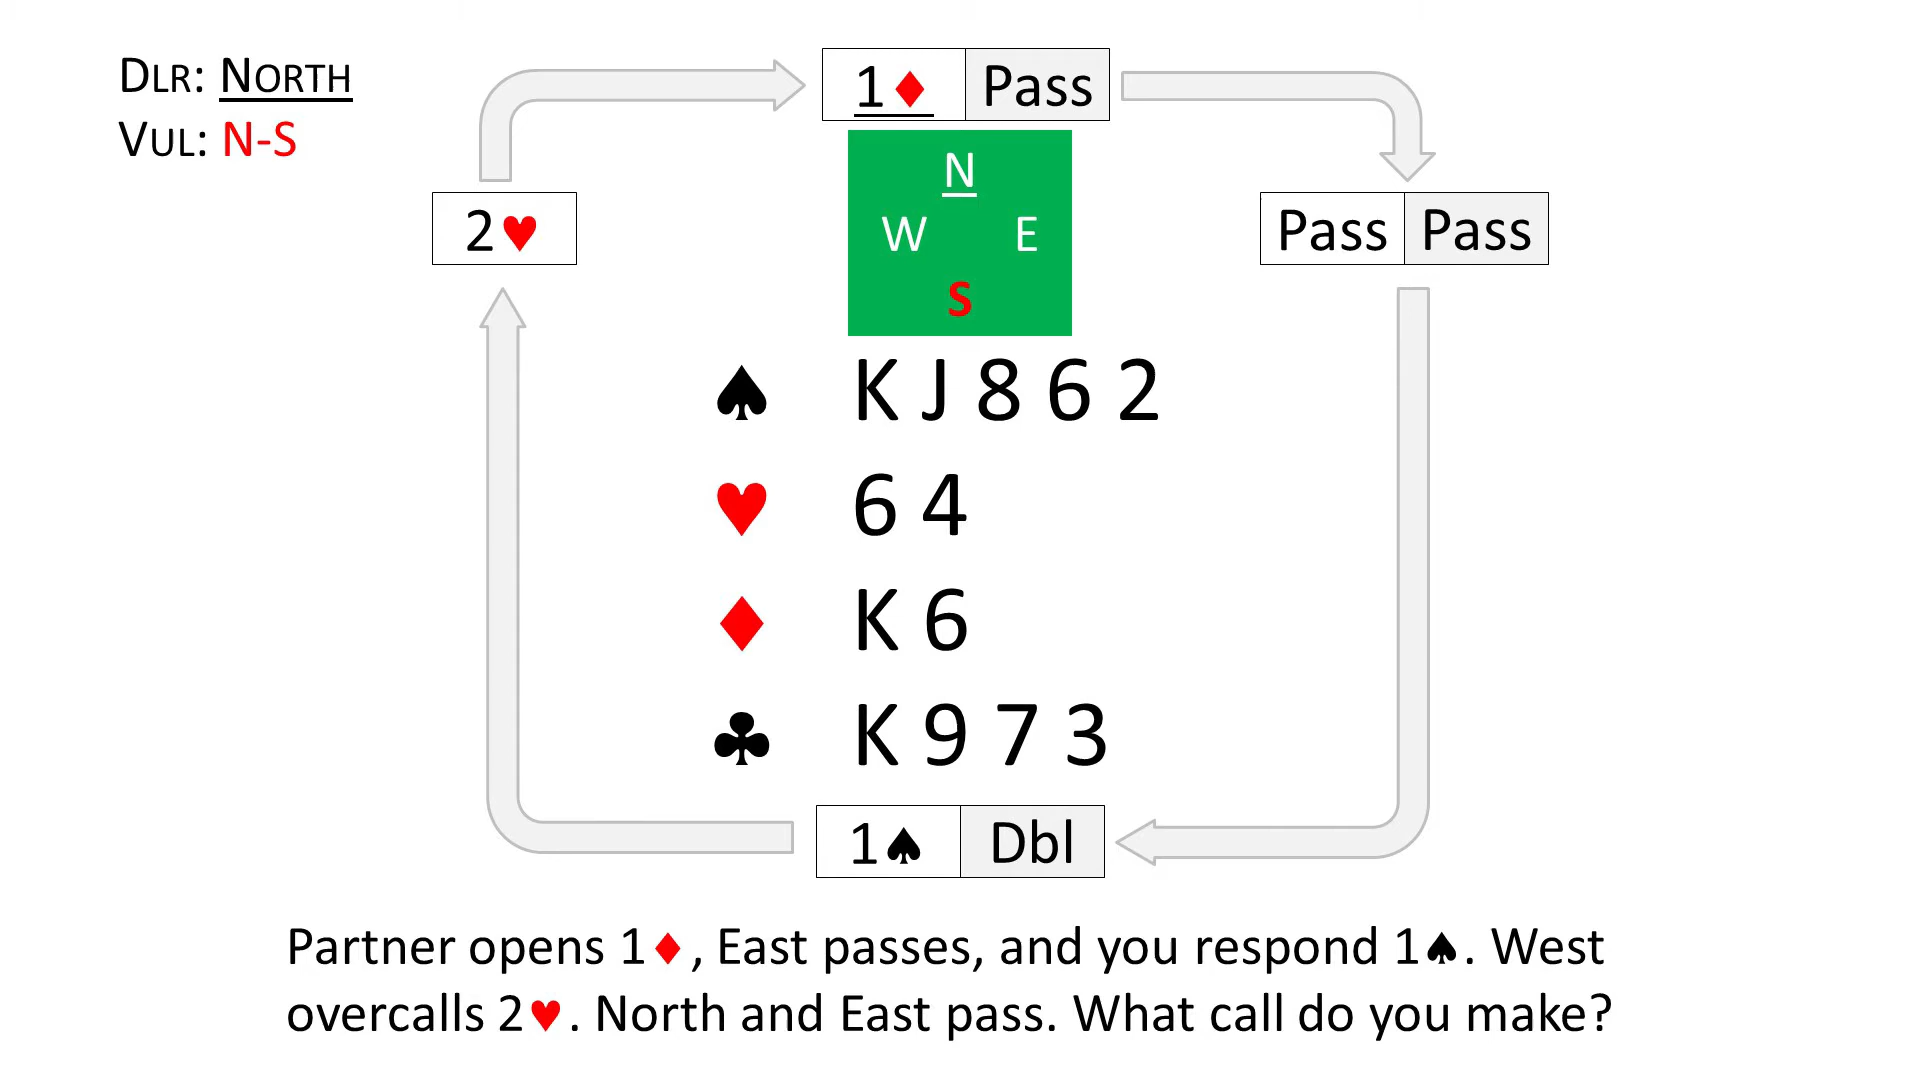 DLR: NORTH
VUL: N-S
1♦ Pass
2♥
Pass Pass
N
W E
S
♠ K J 8 6 2
♥ 6 4
♦ K 6
♣ K 9 7 3
1♠ Dbl
Partner opens 1♦, East passes, and you respond 1♠. West
overcalls 2♥. North and East pass. What call do you make?